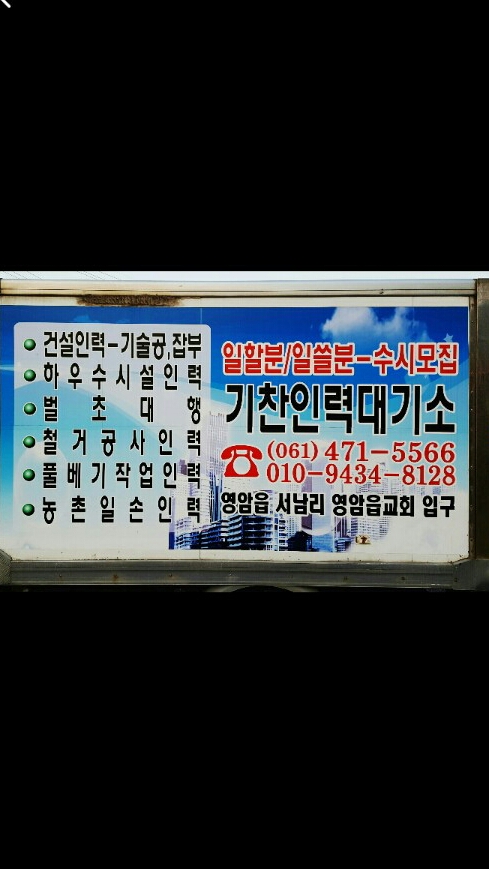 건설인력-기술공,잡부
하우수시설인력
벌초대행
철거공사인력
풀베기작업인력
농촌일손인력
일할분/일쓸분-수시모집
기찬인력대기소
(061) 471-5566
010-9434-8128
영암읍 서남리 영암읍교회 입구